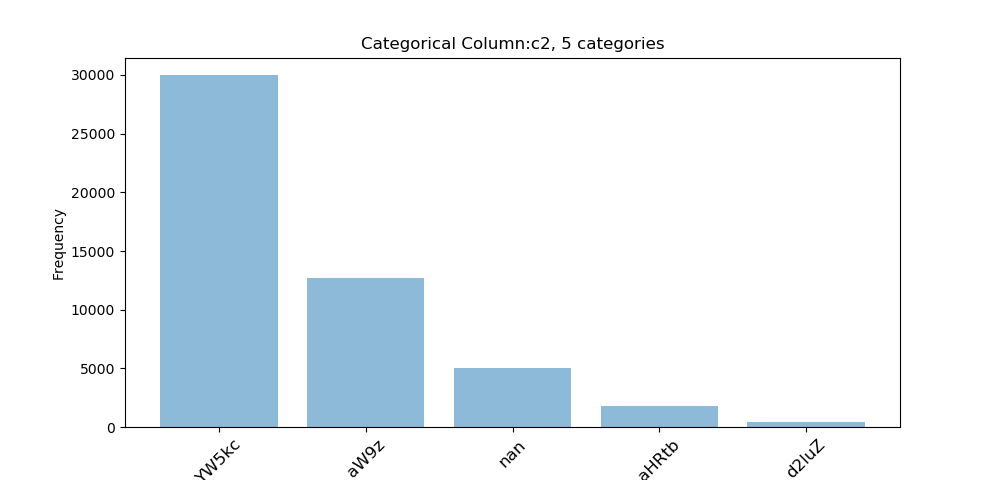 Categorical Column:c2, 5 categories
30000
25000
20000
15000
10000
5000
0
Frequency
YW5kc
aW9z
nan
aHRtb
d2luZ